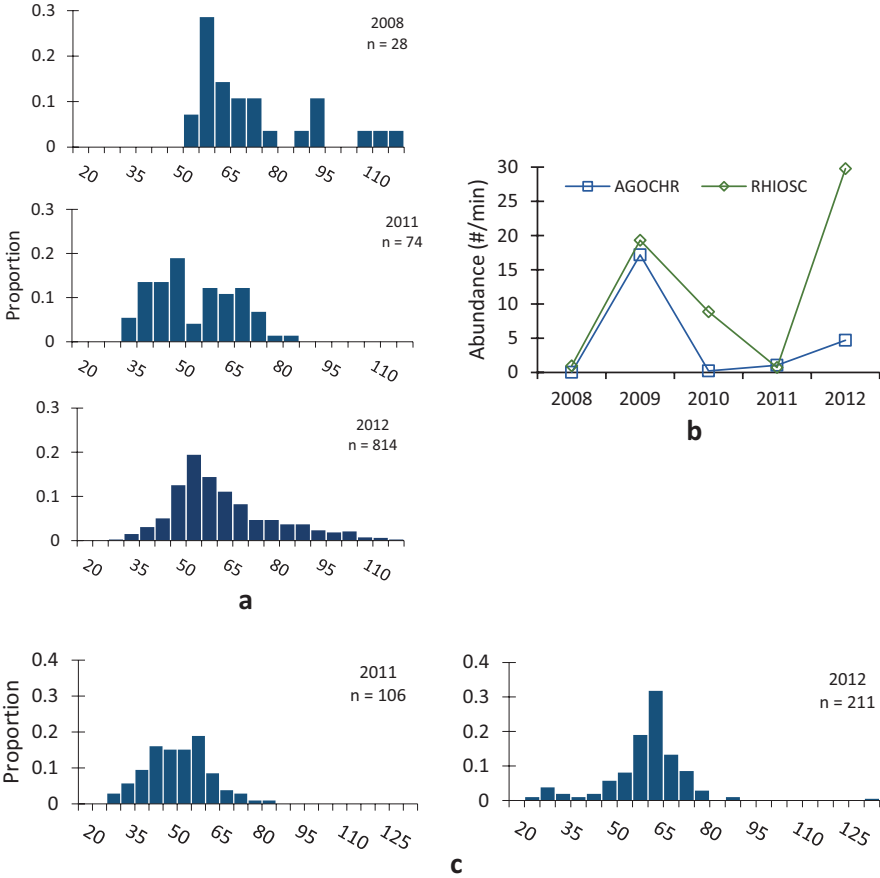 0.3
0.2
0.1
0
2008
n = 28
20 35 50 65 80 95 110
Proportion
0.3
0.2
0.1
0
2011
n = 74
20 35 50 65 80 95 110
0.3
0.2
0.1
0
2012
n = 814
20 35 50 65 80 95 110
a
Abundance (#/min)
30
25
20
15
10
5
0
AGOCHR RHIOSC
2008 2009 2010 2011 2012
b
Proportion
0.4
0.3
0.2
0.1
0
2011
n = 106
20 35 50 65 80 95 110 125
0.4
0.3
0.2
0.1
0
2012
n = 211
20 35 50 65 80 95 110 125
c